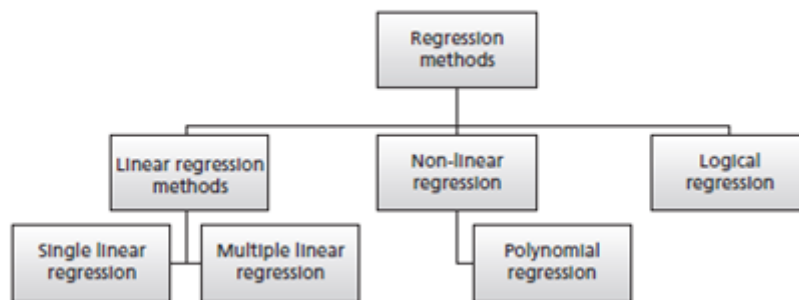 Regression
methods
Linear regression
methods
Non-linear
regression
Logical
regression
Single linear
regression
Multiple linear
regression
Polynomial
regression